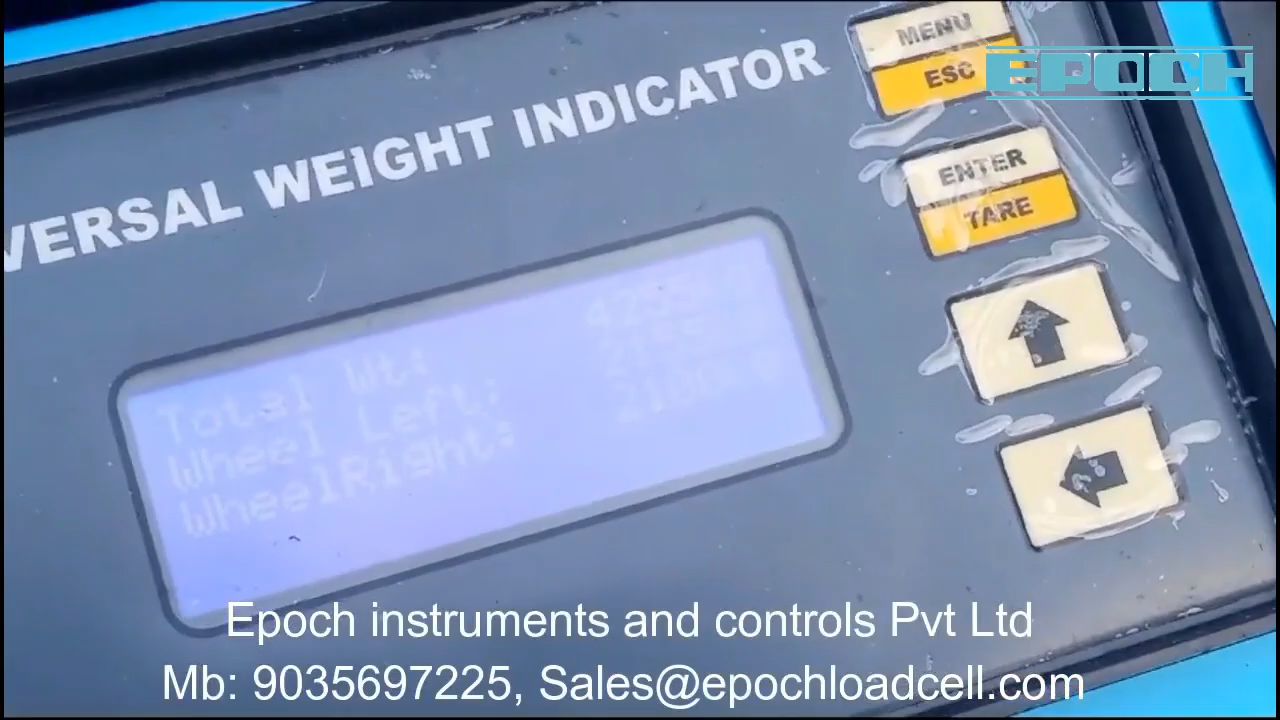 VERSAL WEIGHT INDICATOR
MENU
ESC
EPOCH
ENTER
TARE
Total Wt:
Wheel Left:
WheelRight:
Epoch instruments and controls Pvt Ltd
Mb: 9035697225, Sales@epochloadcell.com